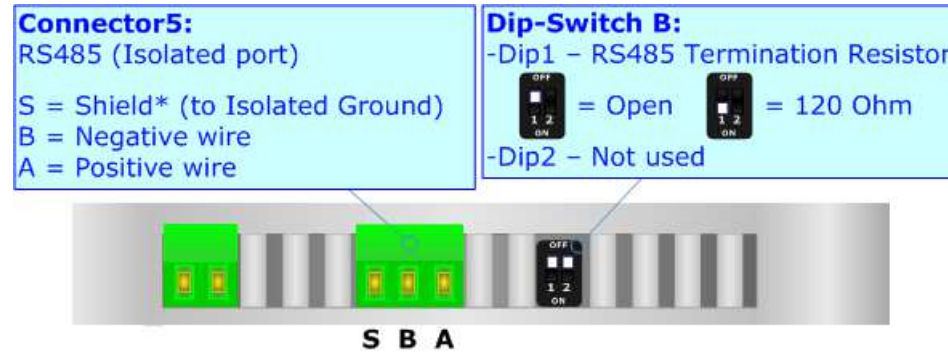 Connector5:
RS485 (Isolated port)
S = Shield* (to Isolated Ground)
B = Negative wire
A = Positive wire
Dip-Switch B:
-Dip1 – RS485 Termination Resistor
OFF
1 2
ON
= Open
OFF
1 2
ON
= 120 Ohm
-Dip2 – Not used
OFF
1 2
ON
S B A